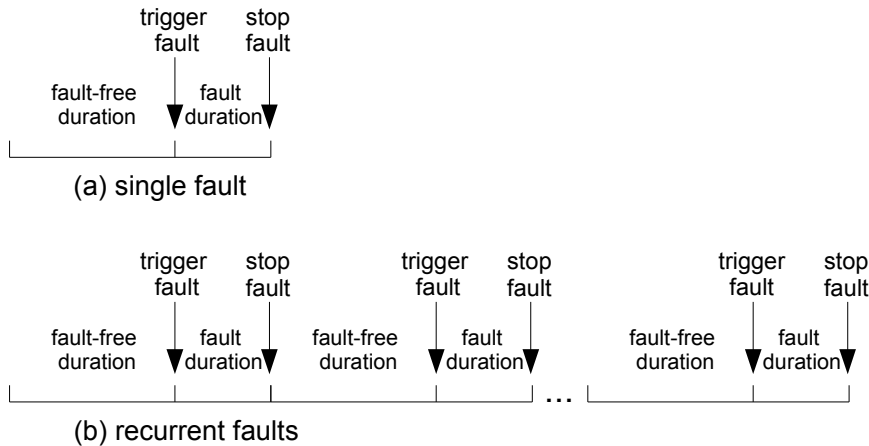 trigger stop
fault fault
fault-free fault
duration duration
(a) single fault
trigger stop trigger stop trigger stop
fault fault fault fault fault fault
fault-free fault fault-free fault fault-free fault
duration duration duration duration duration duration
...
(b) recurrent faults